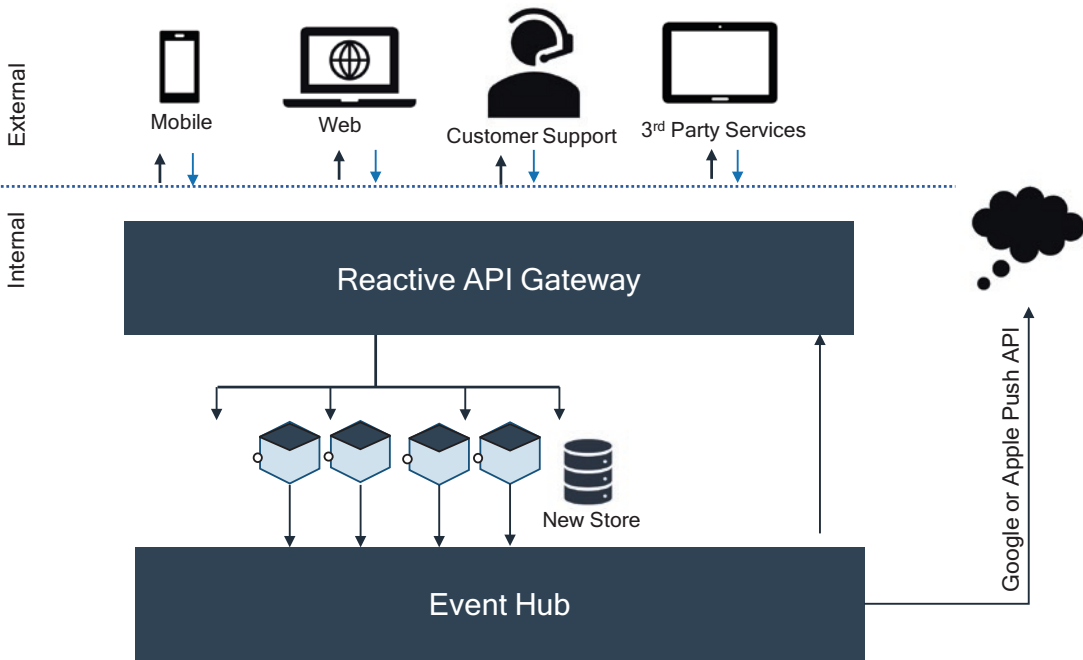 External
Mobile
Web
Customer Support
3rd Party Services
Internal
Reactive API Gateway
Google or Apple Push API
New Store
Event Hub